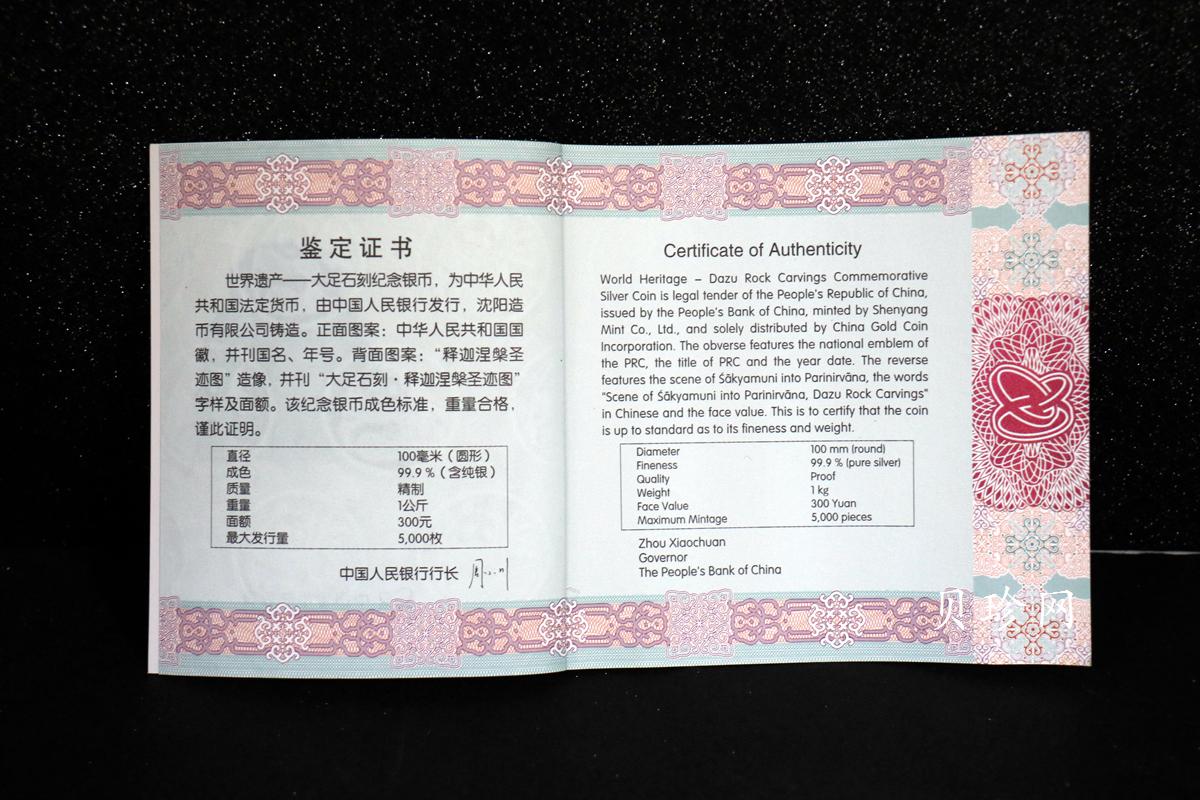 鉴定证书
世界遗产——大足石刻纪念银币，为中华人民
共和国法定货币，由中国人民银行发行，沈阳造
币有限公司铸造。正面图案：中华人民共和国国
徽，并刊国名、年号。背面图案：“释迦涅槃圣
迹图”造像，并刊“大足石刻·释迦涅槃圣迹图”
字样及面额。该纪念银币成色标准，重量合格，
谨此证明。
直径 100毫米（圆形）
成色 99.9 %（含纯银）
质量 精制
重量 1公斤
面额 300元
最大发行量 5,000枚
中国人民银行行长
Certificate of Authenticity
World Heritage – Dazu Rock Carvings Commemorative
Silver Coin is legal tender of the People's Republic of China,
issued by the People's Bank of China, minted by Shenyang
Mint Co., Ltd., and solely distributed by China Gold Coin
Incorporation. The obverse features the national emblem of
the PRC, the title of PRC and the year date. The reverse
features the scene of Śākyamuni into Parinirvāna, the words
"Scene of Śākyamuni into Parinirvāna, Dazu Rock Carvings"
in Chinese and the face value. This is to certify that the coin
is up to standard as to its fineness and weight.
Diameter 100 mm (round)
Fineness 99.9 % (pure silver)
Quality Proof
Weight 1 kg
Face Value 300 Yuan
Maximum Mintage 5,000 pieces
Zhou Xiaochuan
Governor
The People's Bank of China
贝珍网